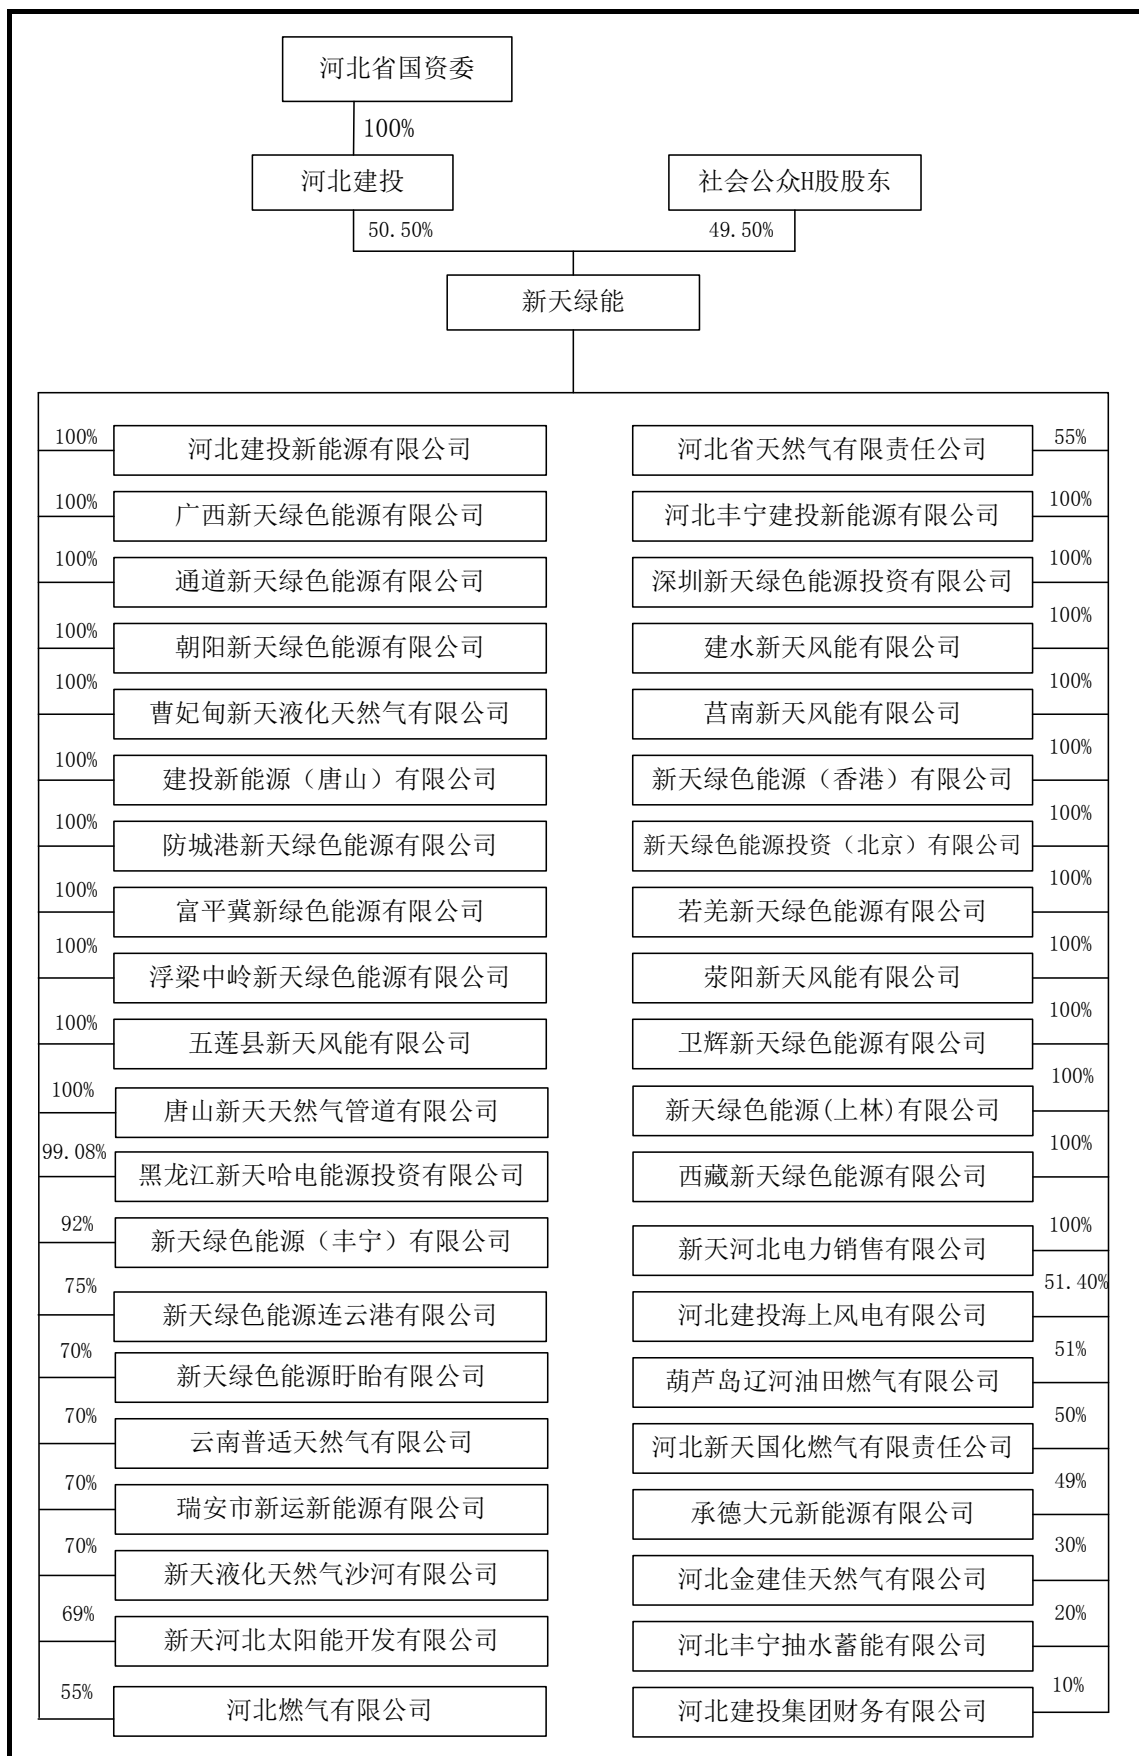 河北省国资委
100%
河北建投
社会公众H股股东
50.50%
49.50%
新天绿能
100%
河北建投新能源有限公司
河北省天然气有限责任公司
55%
100%
广西新天绿色能源有限公司
河北丰宁建投新能源有限公司
100%
100%
通道新天绿色能源有限公司
深圳新天绿色能源投资有限公司
100%
100%
朝阳新天绿色能源有限公司
建水新天风能有限公司
100%
100%
曹妃甸新天液化天然气有限公司
莒南新天风能有限公司
100%
100%
建投新能源（唐山）有限公司
新天绿色能源（香港）有限公司
100%
100%
防城港新天绿色能源有限公司
新天绿色能源投资（北京）有限公司
100%
100%
富平冀新绿色能源有限公司
若羌新天绿色能源有限公司
100%
100%
浮梁中岭新天绿色能源有限公司
荥阳新天风能有限公司
100%
100%
五莲县新天风能有限公司
卫辉新天绿色能源有限公司
100%
100%
唐山新天天然气管道有限公司
新天绿色能源(上林)有限公司
100%
99.08%
黑龙江新天哈电能源投资有限公司
西藏新天绿色能源有限公司
100%
92%
新天绿色能源（丰宁）有限公司
新天河北电力销售有限公司
100%
75%
新天绿色能源连云港有限公司
河北建投海上风电有限公司
51.40%
70%
新天绿色能源盱眙有限公司
葫芦岛辽河油田燃气有限公司
51%
70%
云南普适天然气有限公司
河北新天国化燃气有限责任公司
50%
70%
瑞安市新运新能源有限公司
承德大元新能源有限公司
49%
70%
新天液化天然气沙河有限公司
河北金建佳天然气有限公司
30%
69%
新天河北太阳能开发有限公司
河北丰宁抽水蓄能有限公司
20%
55%
河北燃气有限公司
河北建投集团财务有限公司
10%